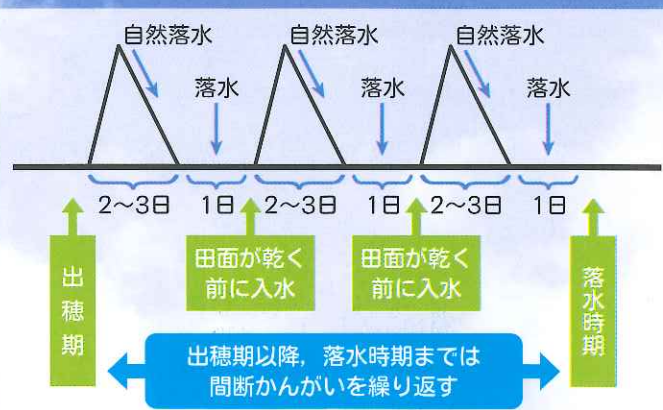 自然落水 自然落水 自然落水
落水 落水 落水
2～3日 1日 2～3日 1日 2～3日 1日
出穂期
田面が乾く
前に入水
田面が乾く
前に入水
落水時期
出穂期以降，落水時期までは
間断かんがいを繰り返す